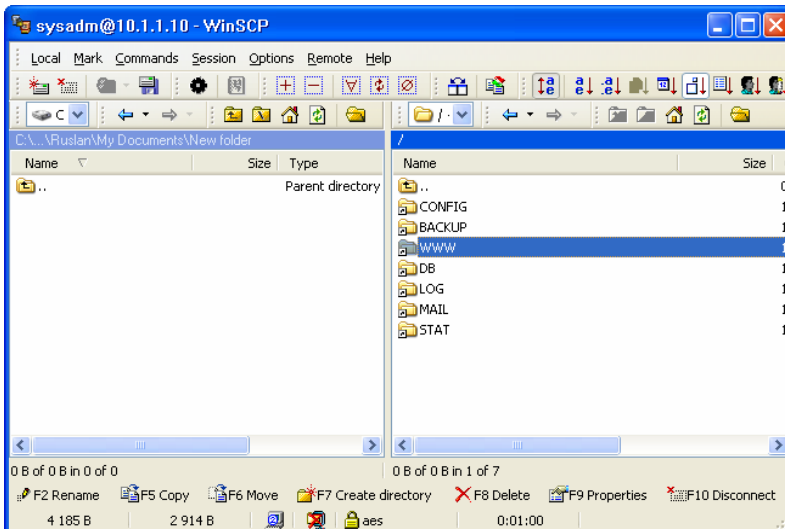 sysadm@10.1.1.10 - WinSCP
Local Mark Commands Session Options Remote Help
C
/
C:\...\Ruslan\My Documents\New folder
/
Name Size Type
Name Size
.. Parent directory
..
CONFIG
BACKUP
WWW
DB
LOG
MAIL
STAT
0 B of 0 B in 0 of 0
0 B of 0 B in 1 of 7
F2 Rename F5 Copy F6 Move F7 Create directory F8 Delete F9 Properties F10 Disconnect
4 185 B 2 914 B aes 0:01:00